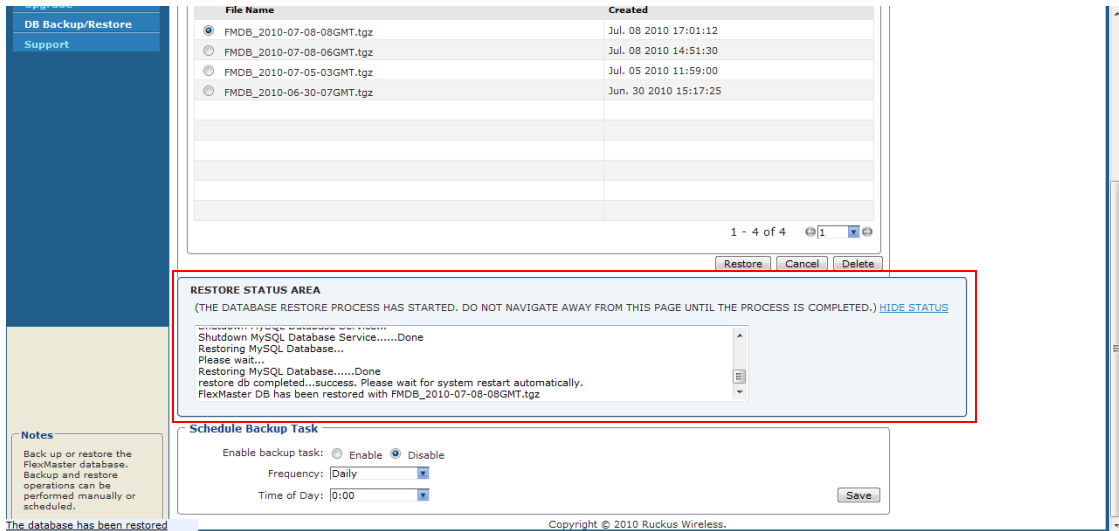 Upgrade
DB Backup/Restore
Support
File Name Created
FMDB_2010-07-08-08GMT.tgz Jul. 08 2010 17:01:12
FMDB_2010-07-08-06GMT.tgz Jul. 08 2010 14:51:30
FMDB_2010-07-05-03GMT.tgz Jul. 05 2010 11:59:00
FMDB_2010-06-30-07GMT.tgz Jun. 30 2010 15:17:25
1 - 4 of 4 1
Restore Cancel Delete
RESTORE STATUS AREA
(THE DATABASE RESTORE PROCESS HAS STARTED. DO NOT NAVIGATE AWAY FROM THIS PAGE UNTIL THE PROCESS IS COMPLETED.) HIDE STATUS
Shutdown MySQL Database Service...
Shutdown MySQL Database Service......Done
Restoring MySQL Database...
Please wait...
Restoring MySQL Database......Done
restore db completed...success. Please wait for system restart automatically.
FlexMaster DB has been restored with FMDB_2010-07-08-08GMT.tgz
Schedule Backup Task
Enable backup task: Enable Disable
Frequency: Daily
Time of Day: 0:00
Save
Notes
Back up or restore the
FlexMaster database.
Backup and restore
operations can be
performed manually or
scheduled.
The database has been restored
Copyright © 2010 Ruckus Wireless.